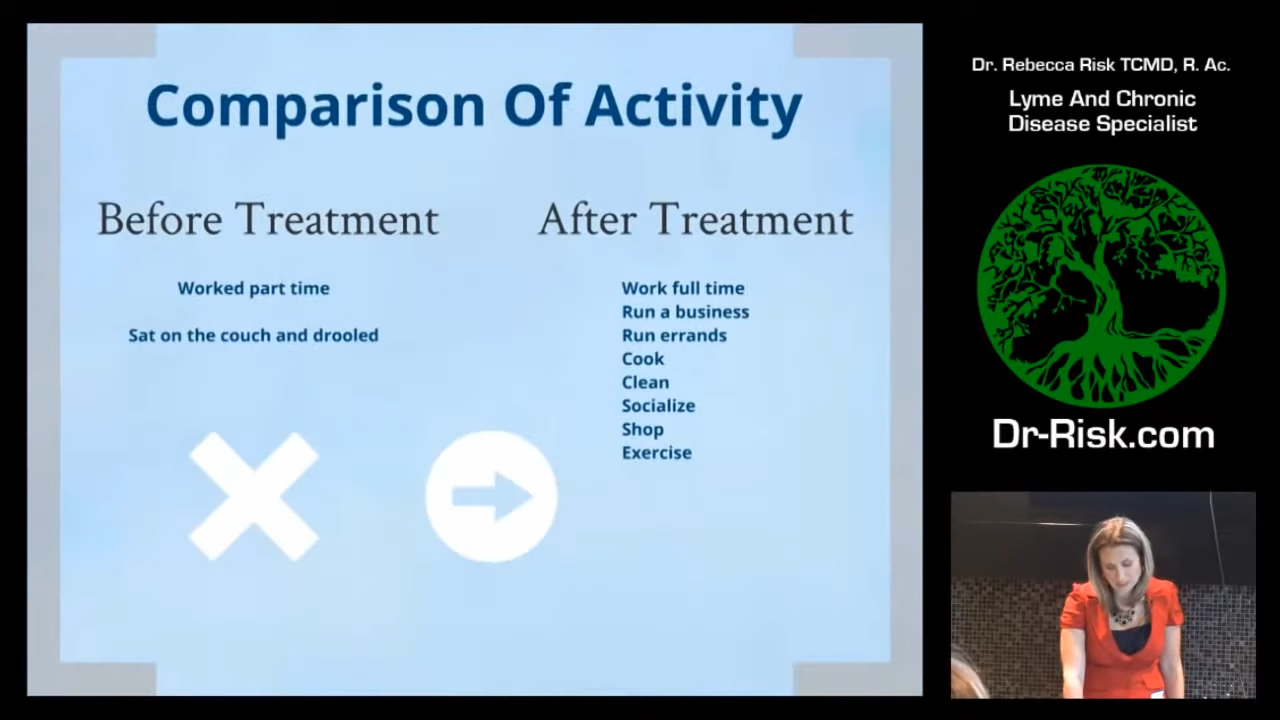 Comparison Of Activity
Before Treatment
Worked part time
Sat on the couch and drooled
After Treatment
Work full time
Run a business
Run errands
Cook
Clean
Socialize
Shop
Exercise
Dr. Rebecca Risk TCMD, R. Ac.
Lyme And Chronic
Disease Specialist
Dr-Risk.com